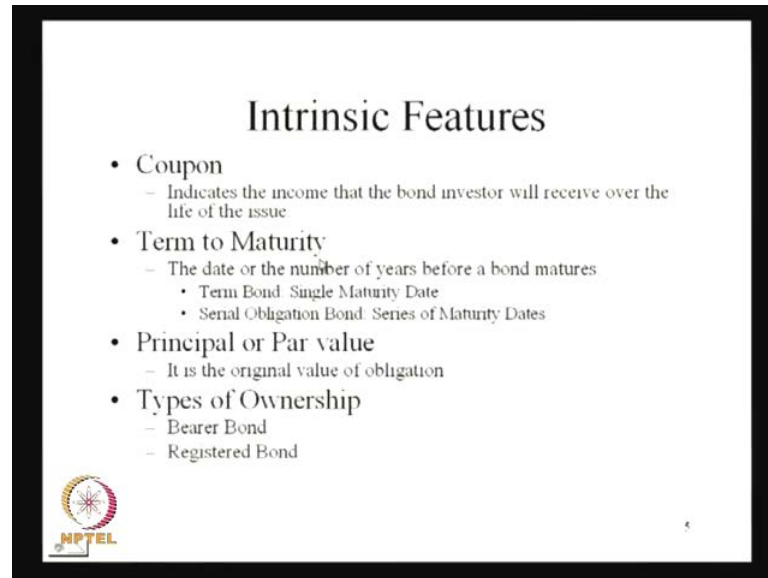 Intrinsic Features
• Coupon
– Indicates the income that the bond investor will receive over the
life of the issue
• Term to Maturity
– The date or the number of years before a bond matures
• Term Bond: Single Maturity Date
• Serial Obligation Bond: Series of Maturity Dates
• Principal or Par value
– It is the original value of obligation
• Types of Ownership
– Bearer Bond
– Registered Bond
NPTEL
5